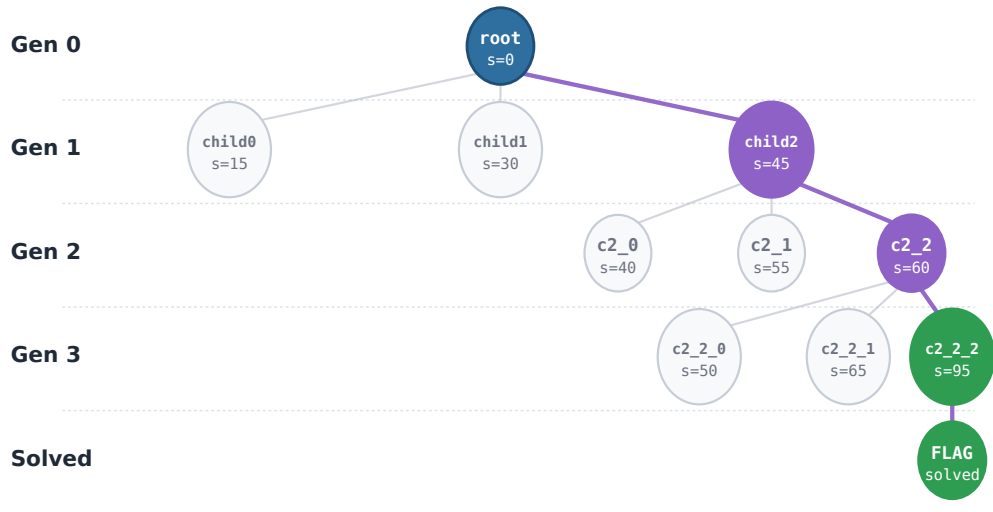 Gen 0
root
s=0
Gen 1
child0
s=15
child1
s=30
child2
s=45
Gen 2
c2_0
s=40
c2_1
s=55
c2_2
s=60
Gen 3
c2_2_0
s=50
c2_2_1
s=65
c2_2_2
s=95
Solved
FLAG
solved